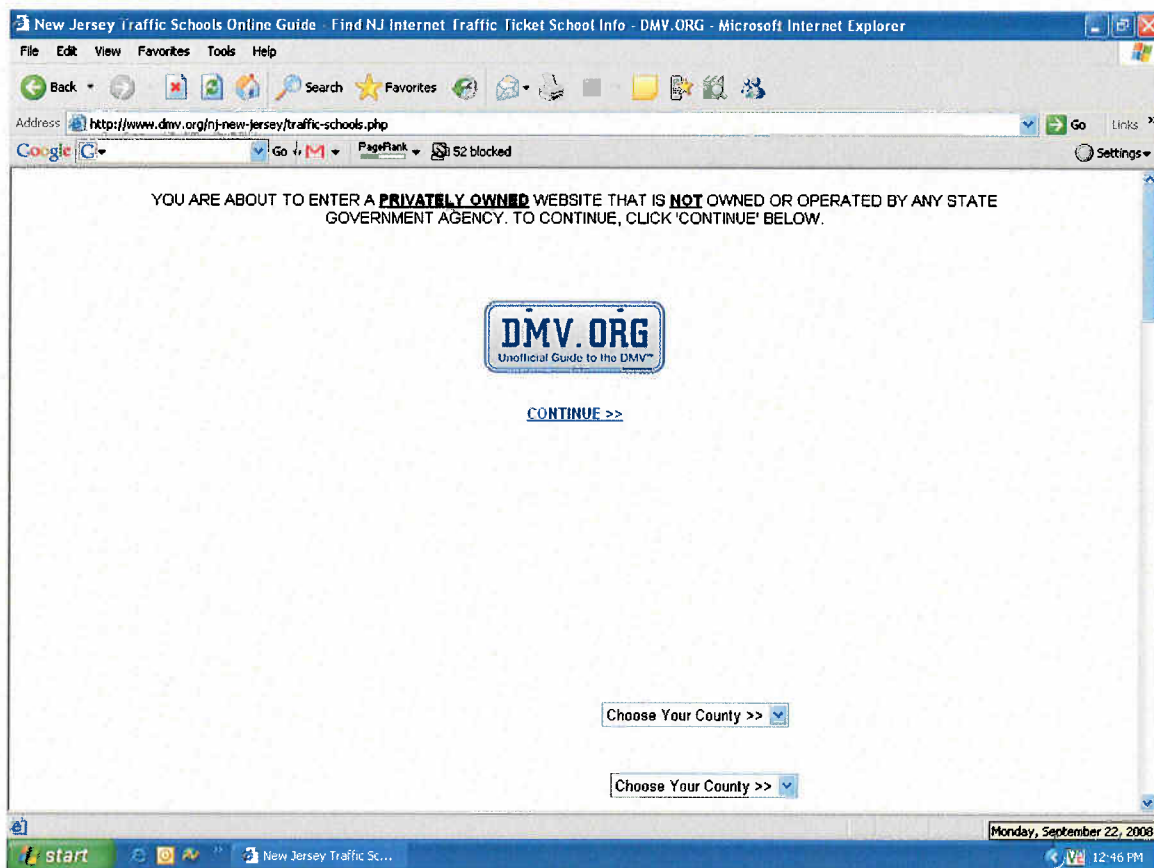 New Jersey Traffic Schools Online Guide - Find NJ Internet Traffic Ticket School Info - DMV.ORG - Microsoft Internet Explorer
File Edit View Favorites Tools Help
Back Search Favorites
Address http://www.dmv.org/nj-new-jersey/traffic-schools.php Go Links »
Google G Go PageRank 52 blocked Settings
YOU ARE ABOUT TO ENTER A PRIVATELY OWNED WEBSITE THAT IS NOT OWNED OR OPERATED BY ANY STATE
GOVERNMENT AGENCY. TO CONTINUE, CLICK 'CONTINUE' BELOW.
DMV.ORG
Unofficial Guide to the DMV™
CONTINUE >>
Choose Your County >>
Choose Your County >>
Monday, September 22, 2008
start » New Jersey Traffic Sc... 12:46 PM